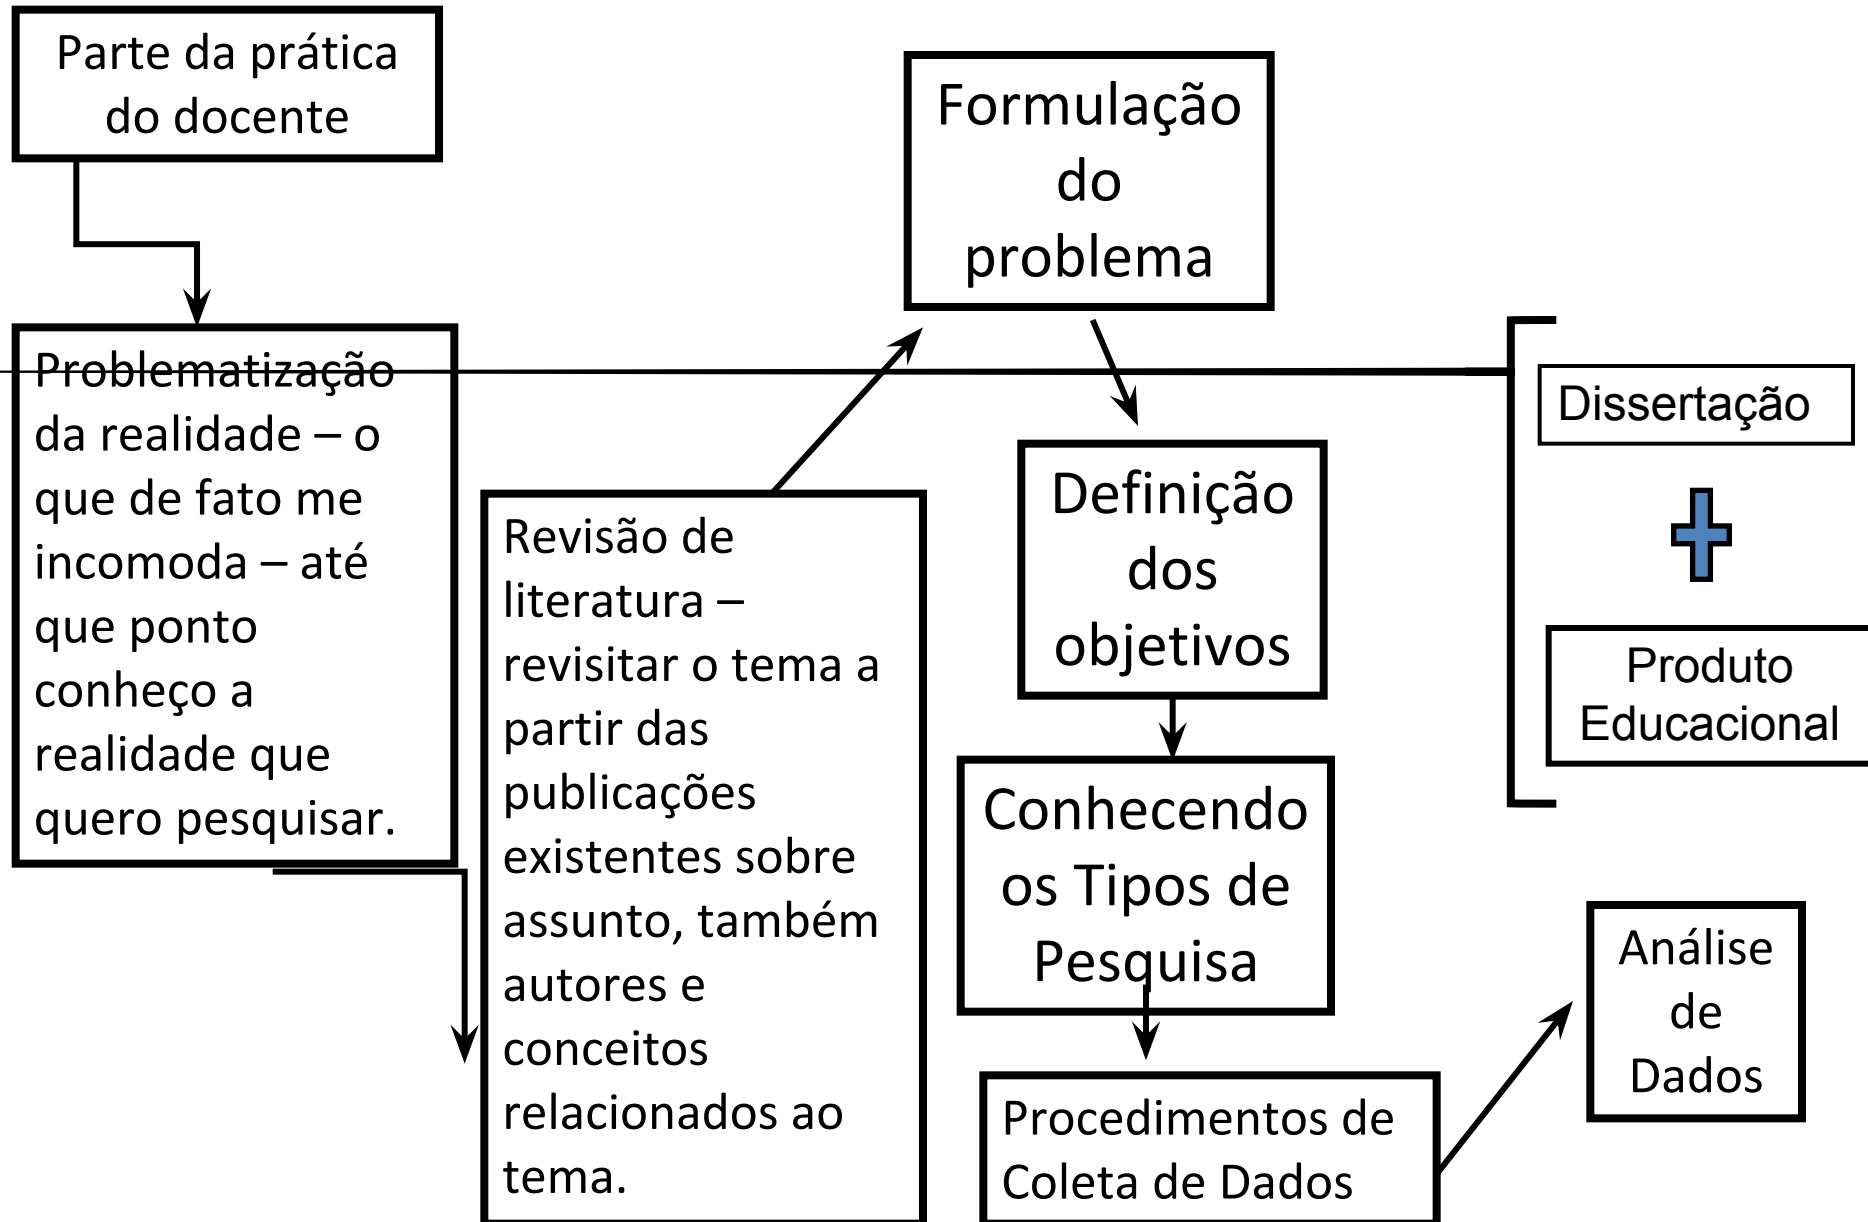 Parte da prática
do docente
Problematização
da realidade – o
que de fato me
incomoda – até
que ponto
conheço a
realidade que
quero pesquisar.
Revisão de
literatura –
revisitar o tema a
partir das
publicações
existentes sobre
assunto, também
autores e
conceitos
relacionados ao
tema.
Formulação
do
problema
Definição
dos
objetivos
Conhecendo
os Tipos de
Pesquisa
Procedimentos de
Coleta de Dados
Análise
de
Dados
Dissertação
Produto
Educacional